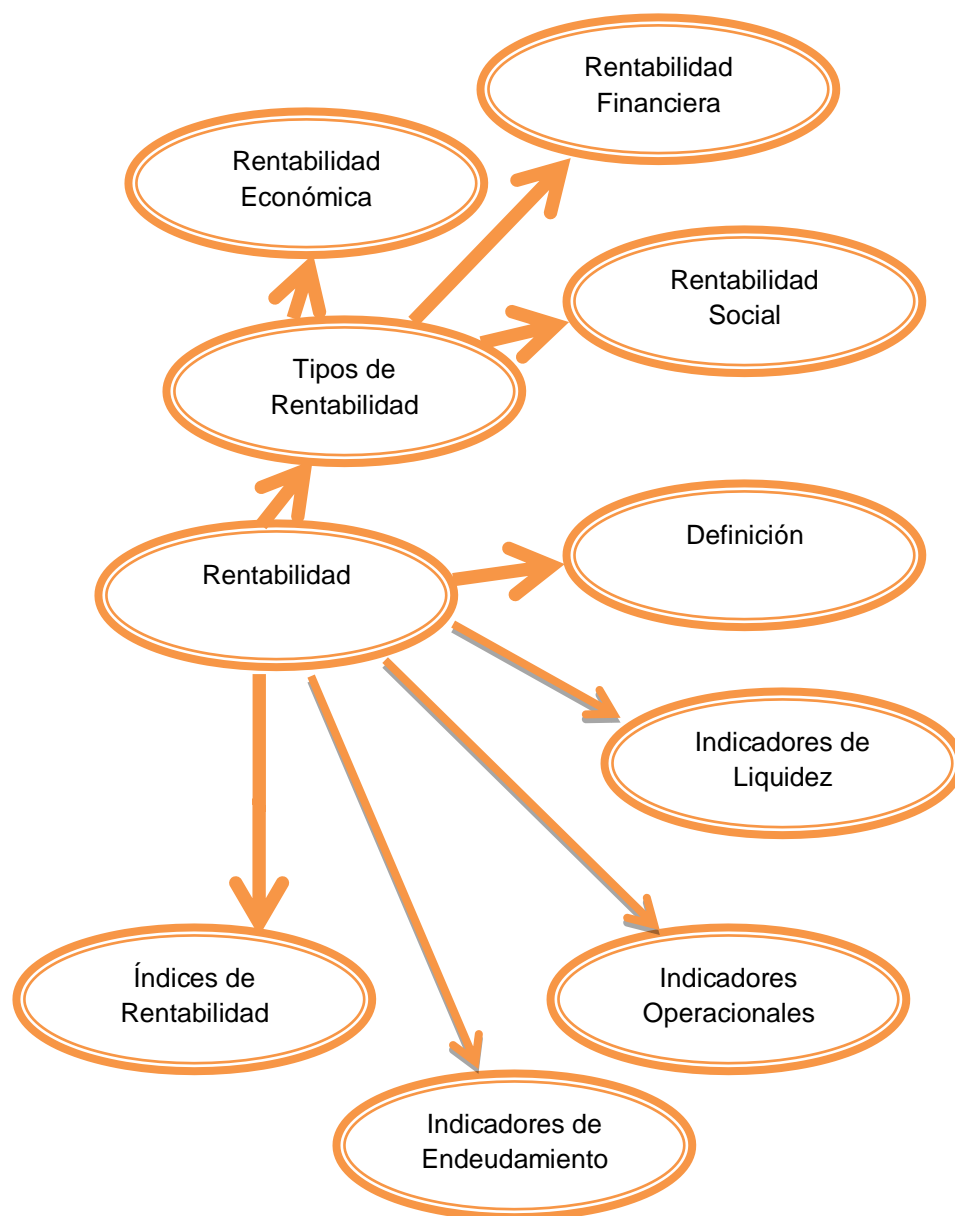 Rentabilidad
Financiera
Rentabilidad
Económica
Rentabilidad
Social
Tipos de
Rentabilidad
Definición
Rentabilidad
Indicadores de
Liquidez
Índices de
Rentabilidad
Indicadores
Operacionales
Indicadores de
Endeudamiento